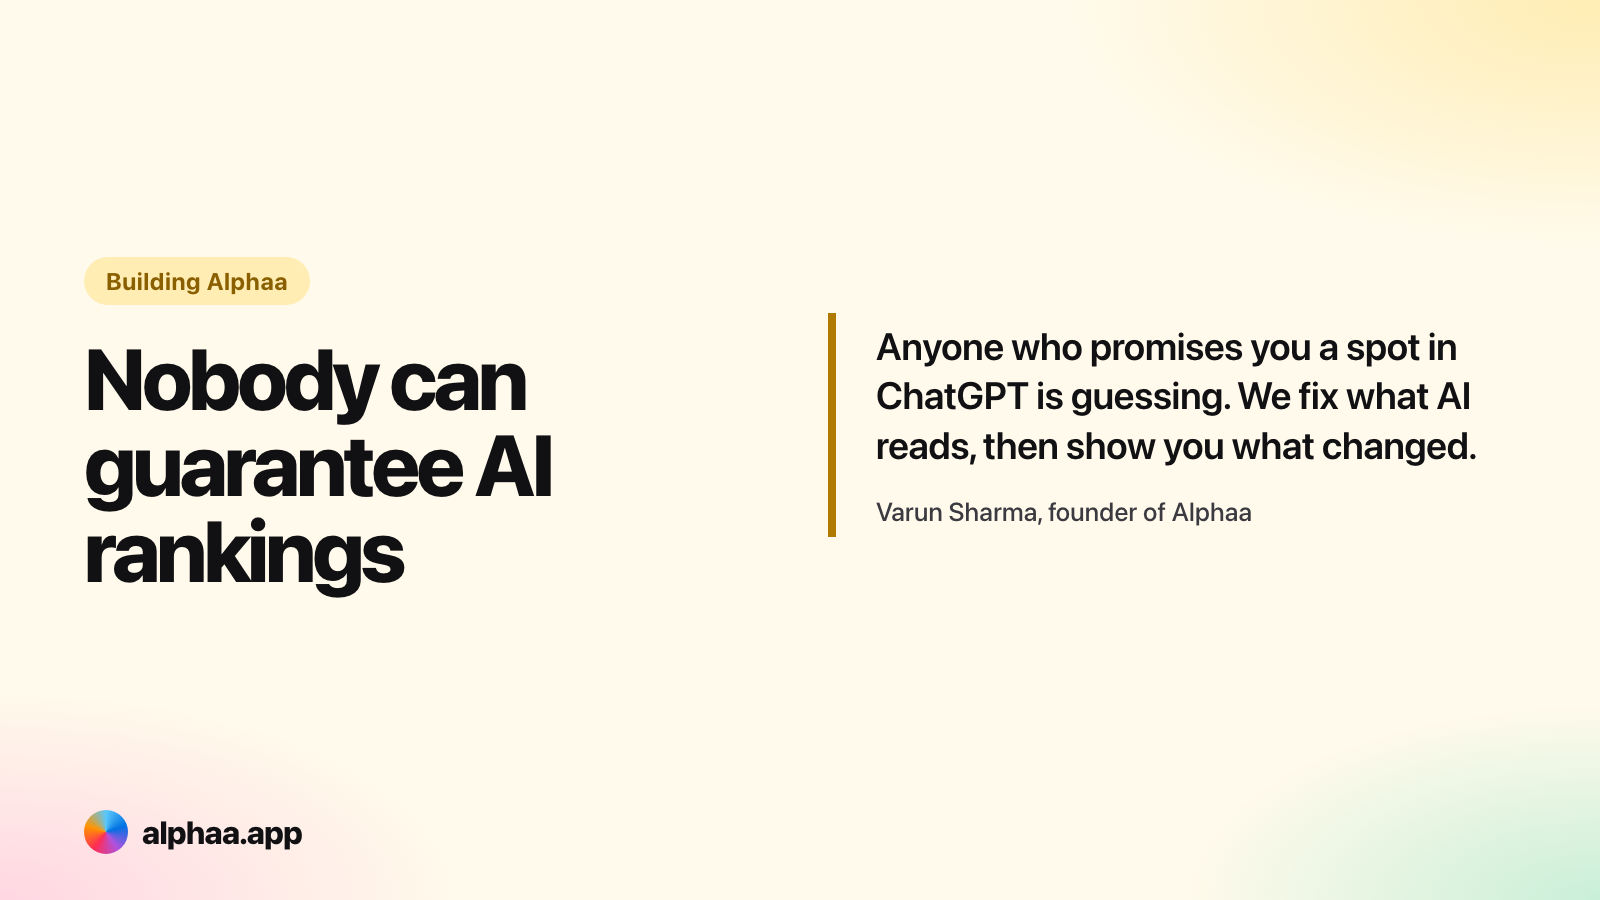 Building Alphaa
Nobody can
guarantee AI
rankings
Anyone who promises you a spot in
ChatGPT is guessing. We fix what AI
reads, then show you what changed.
Varun Sharma, founder of Alphaa
alphaa.app